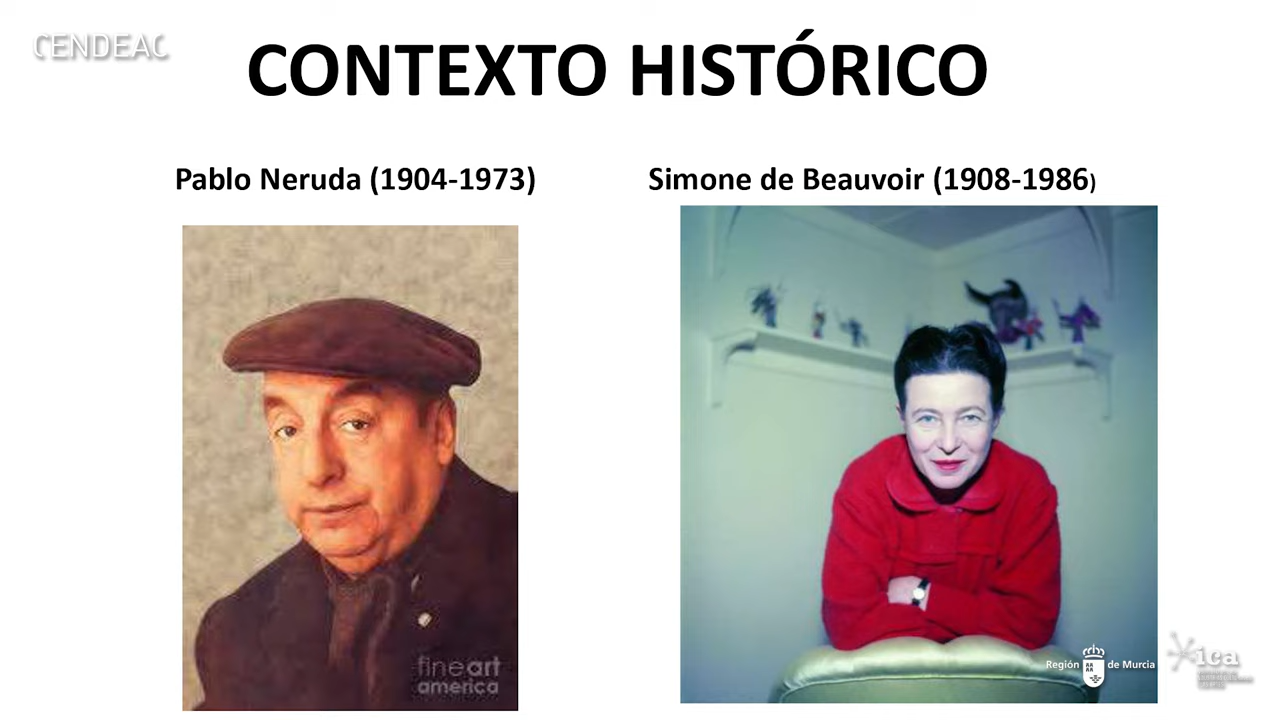 CENDEAC
CONTEXTO HISTÓRICO
Pablo Neruda (1904-1973)
Simone de Beauvoir (1908-1986)
fineart
america
Región de Murcia
ica